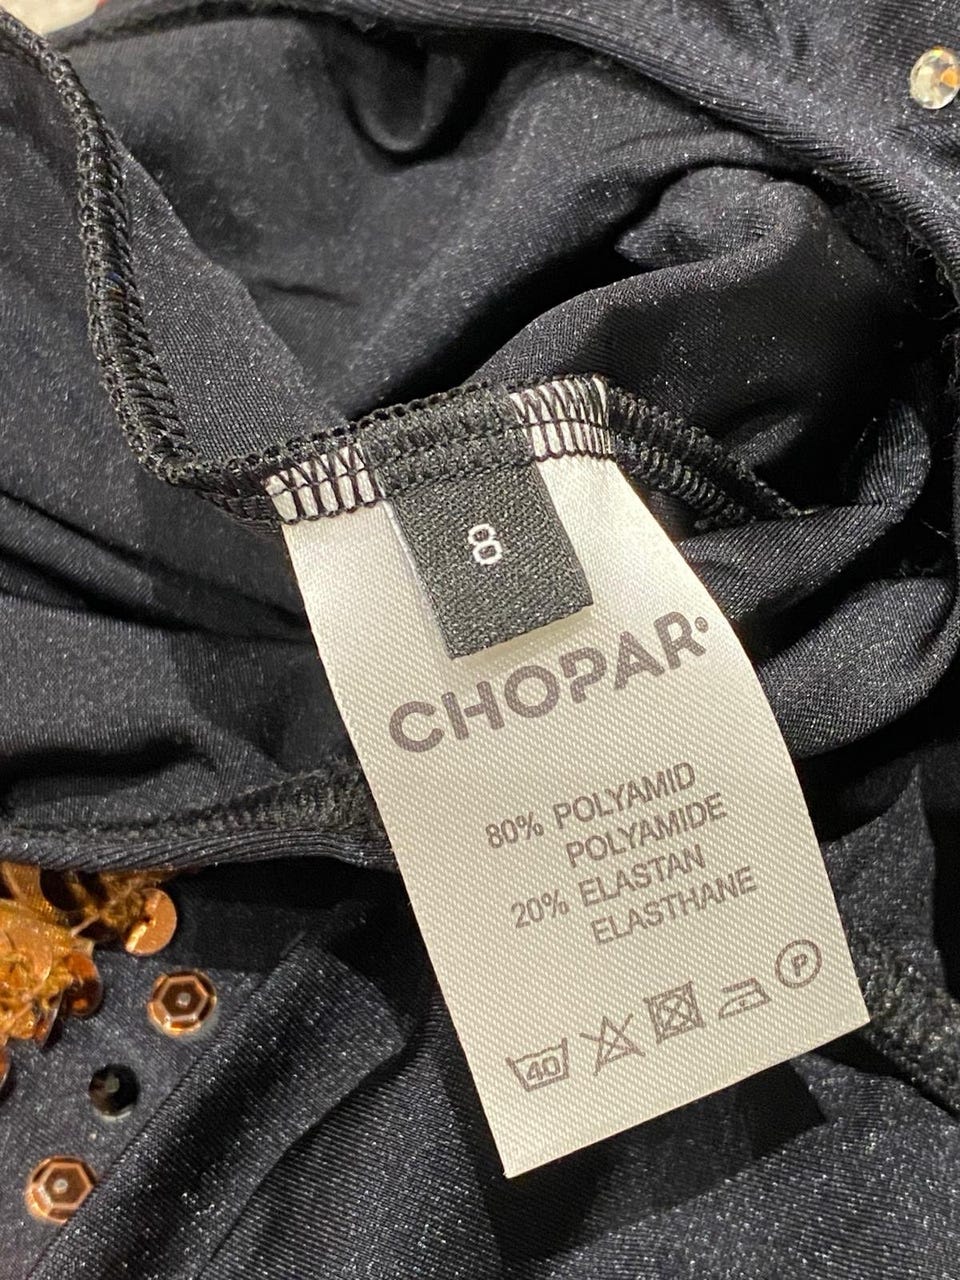 8
CHOPAR®
80% POLYAMID
POLYAMIDE
20% ELASTAN
ELASTHANE
40
P